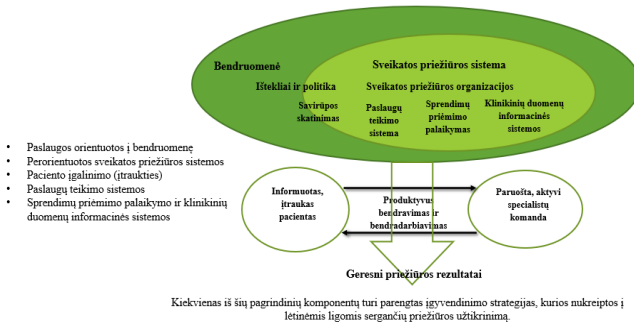 Bendruomenė
Sveikatos priežiūros sistema
Ištekliai ir politika
Sveikatos priežiūros organizacijos
Savirūpos
skatinimas
Paslaugų
teikimo
sistema
Sprendimų
priėmimo
palaikymas
Klinikinių duomenų
informacinės
sistemos
• Paslaugos orientuotos į bendruomenę
• Perorientuotos sveikatos priežiūros sistemos
• Paciento įgalinimo (įtraukties)
• Paslaugų teikimo sistemos
• Sprendimų priėmimo palaikymo ir klinikinių
duomenų informacinės sistemos
Informuotas,
įtraukas
pacientas
Produktyvus
bendravimas ir
bendradarbiavimas
Paruošta, aktyvi
specialistų
komanda
Geresni priežiūros rezultatai
Kiekvienas iš šių pagrindinių komponentų turi parengtas įgyvendinimo strategijas, kurios nukreiptos į
lėtinėmis ligomis sergančių priežiūros užtikrinimą.